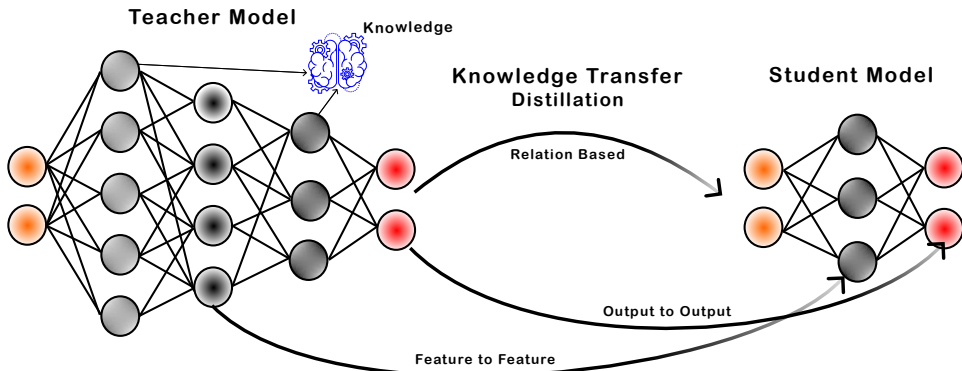 Teacher Model
Knowledge
Knowledge Transfer
Distillation
Student Model
Relation Based
Output to Output
Feature to Feature